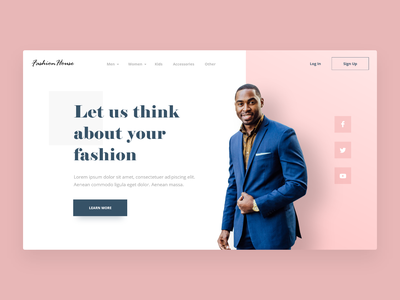 Fashion House
Men Women Kids Accessories Other
Log In Sign Up
Let us think
about your
fashion
Lorem ipsum dolor sit amet, consectetur adipiscing elit.
Aenean commodo ligula eget dolor. Aenean massa.
LEARN MORE